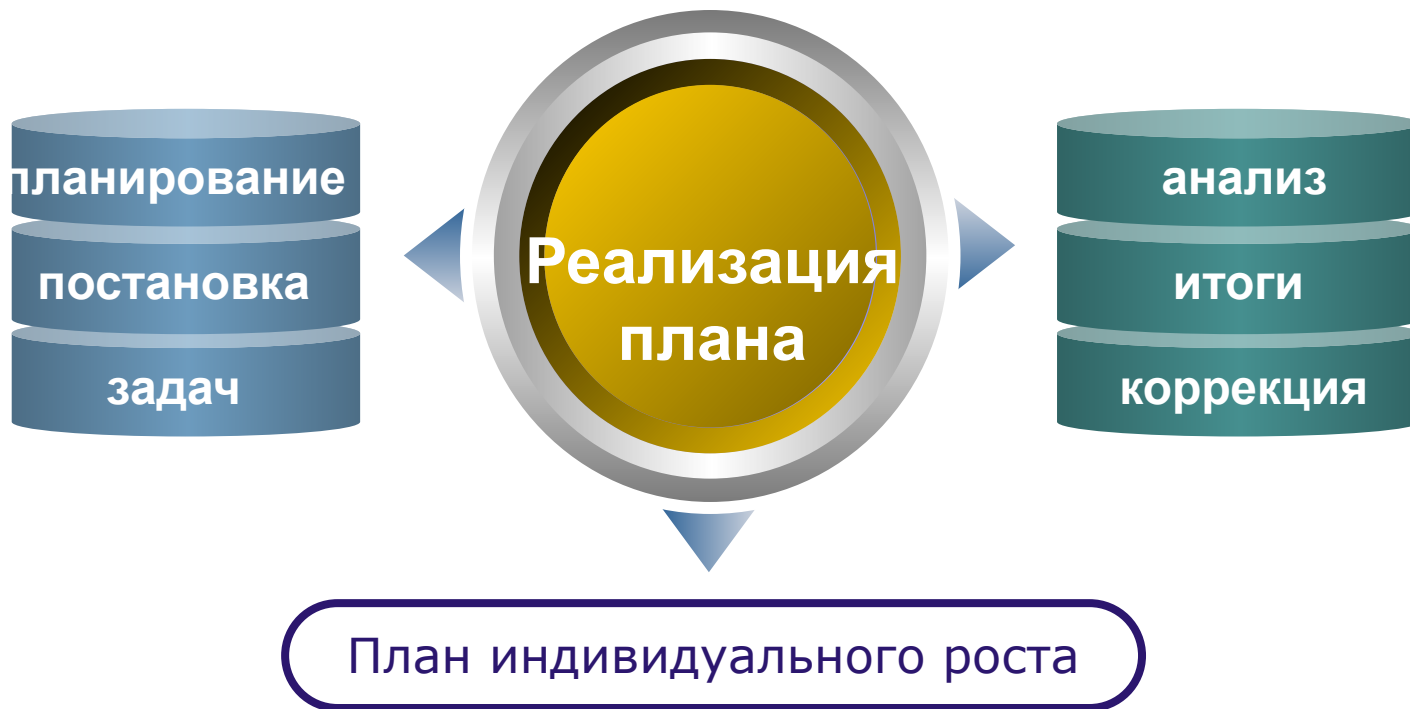 планирование
постановка
задач
Реализация
плана
анализ
итоги
коррекция
План индивидуального роста